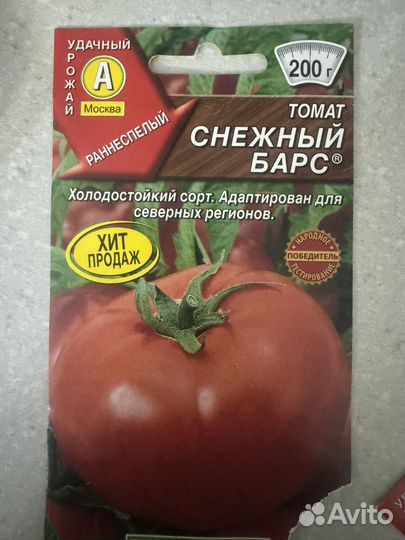 УДАЧНЫЙ
УРОЖАЙ
А
Москва
РАННЕСПЕЛЫЙ
200 г
ТОМАТ
СНЕЖНЫЙ
БАРС®
Холодостойкий сорт. Адаптирован для
северных регионов.
ХИТ
ПРОДАЖ
НАРОДНОЕ
ПОБЕДИТЕЛЬ
ТЕСТИРОВАНИЕ
Avito